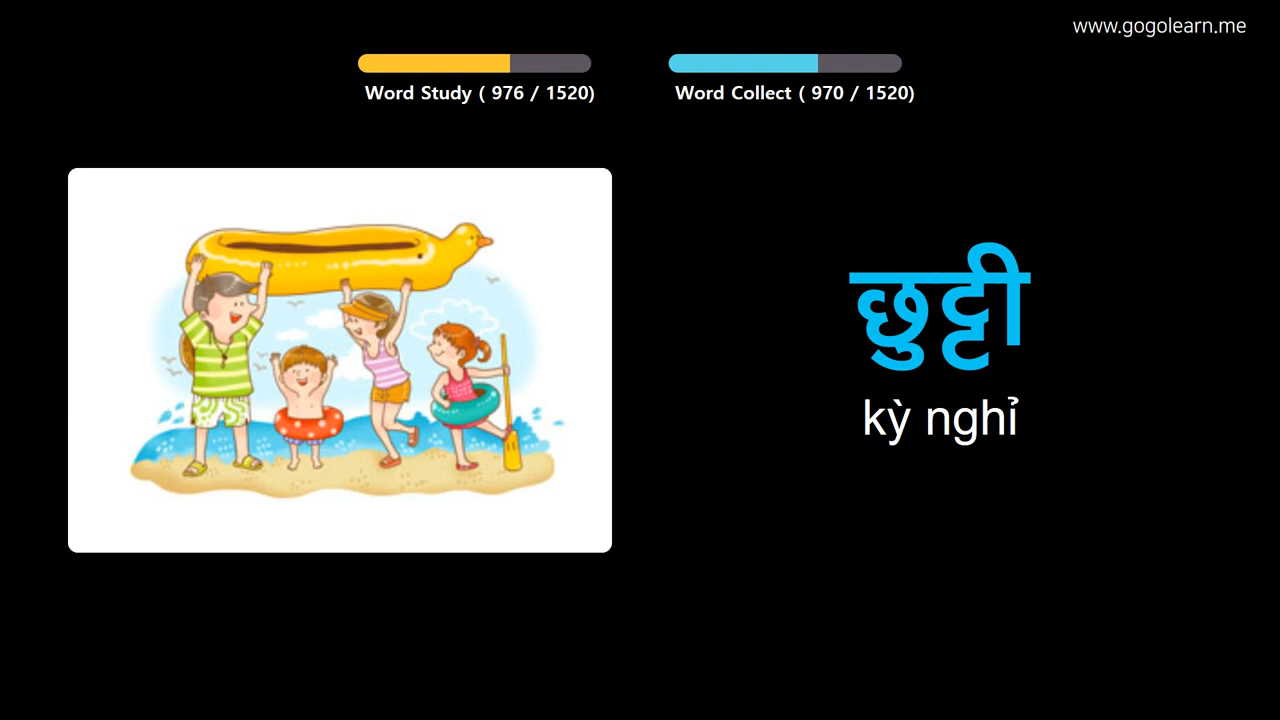 www.gogolearn.me
Word Study ( 976 / 1520)
Word Collect ( 970 / 1520)
छुट्टी
kỳ nghỉ